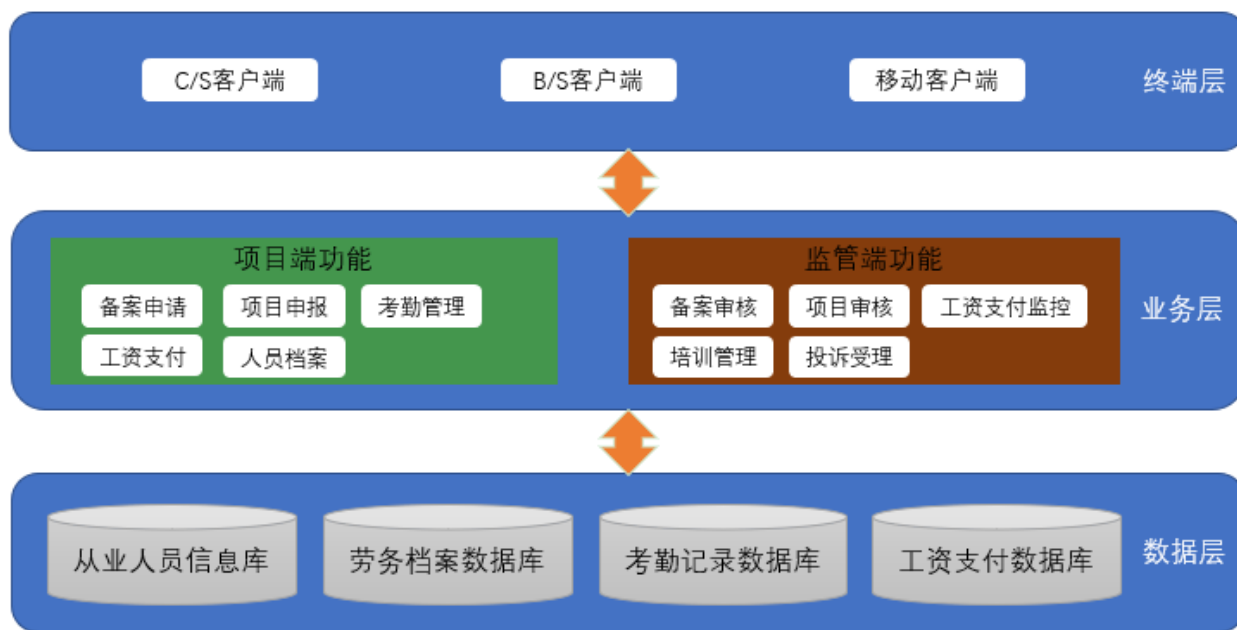 C/S客户端
B/S客户端
移动客户端
终端层
项目端功能
备案申请
项目申报
考勤管理
工资支付
人员档案
监管端功能
备案审核
项目审核
工资支付监控
培训管理
投诉受理
业务层
从业人员信息库
劳务档案数据库
考勤记录数据库
工资支付数据库
数据层